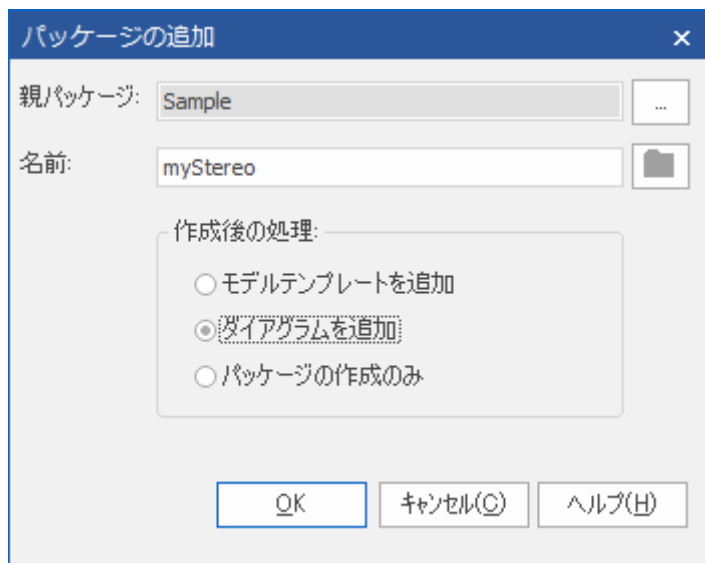 パッケージの追加
親パッケージ: Sample ...
名前: myStereo
作成後の処理:
モデルテンプレートを追加
ダイアグラムを追加
パッケージの作成のみ
OK キャンセル(C) ヘルプ(H)